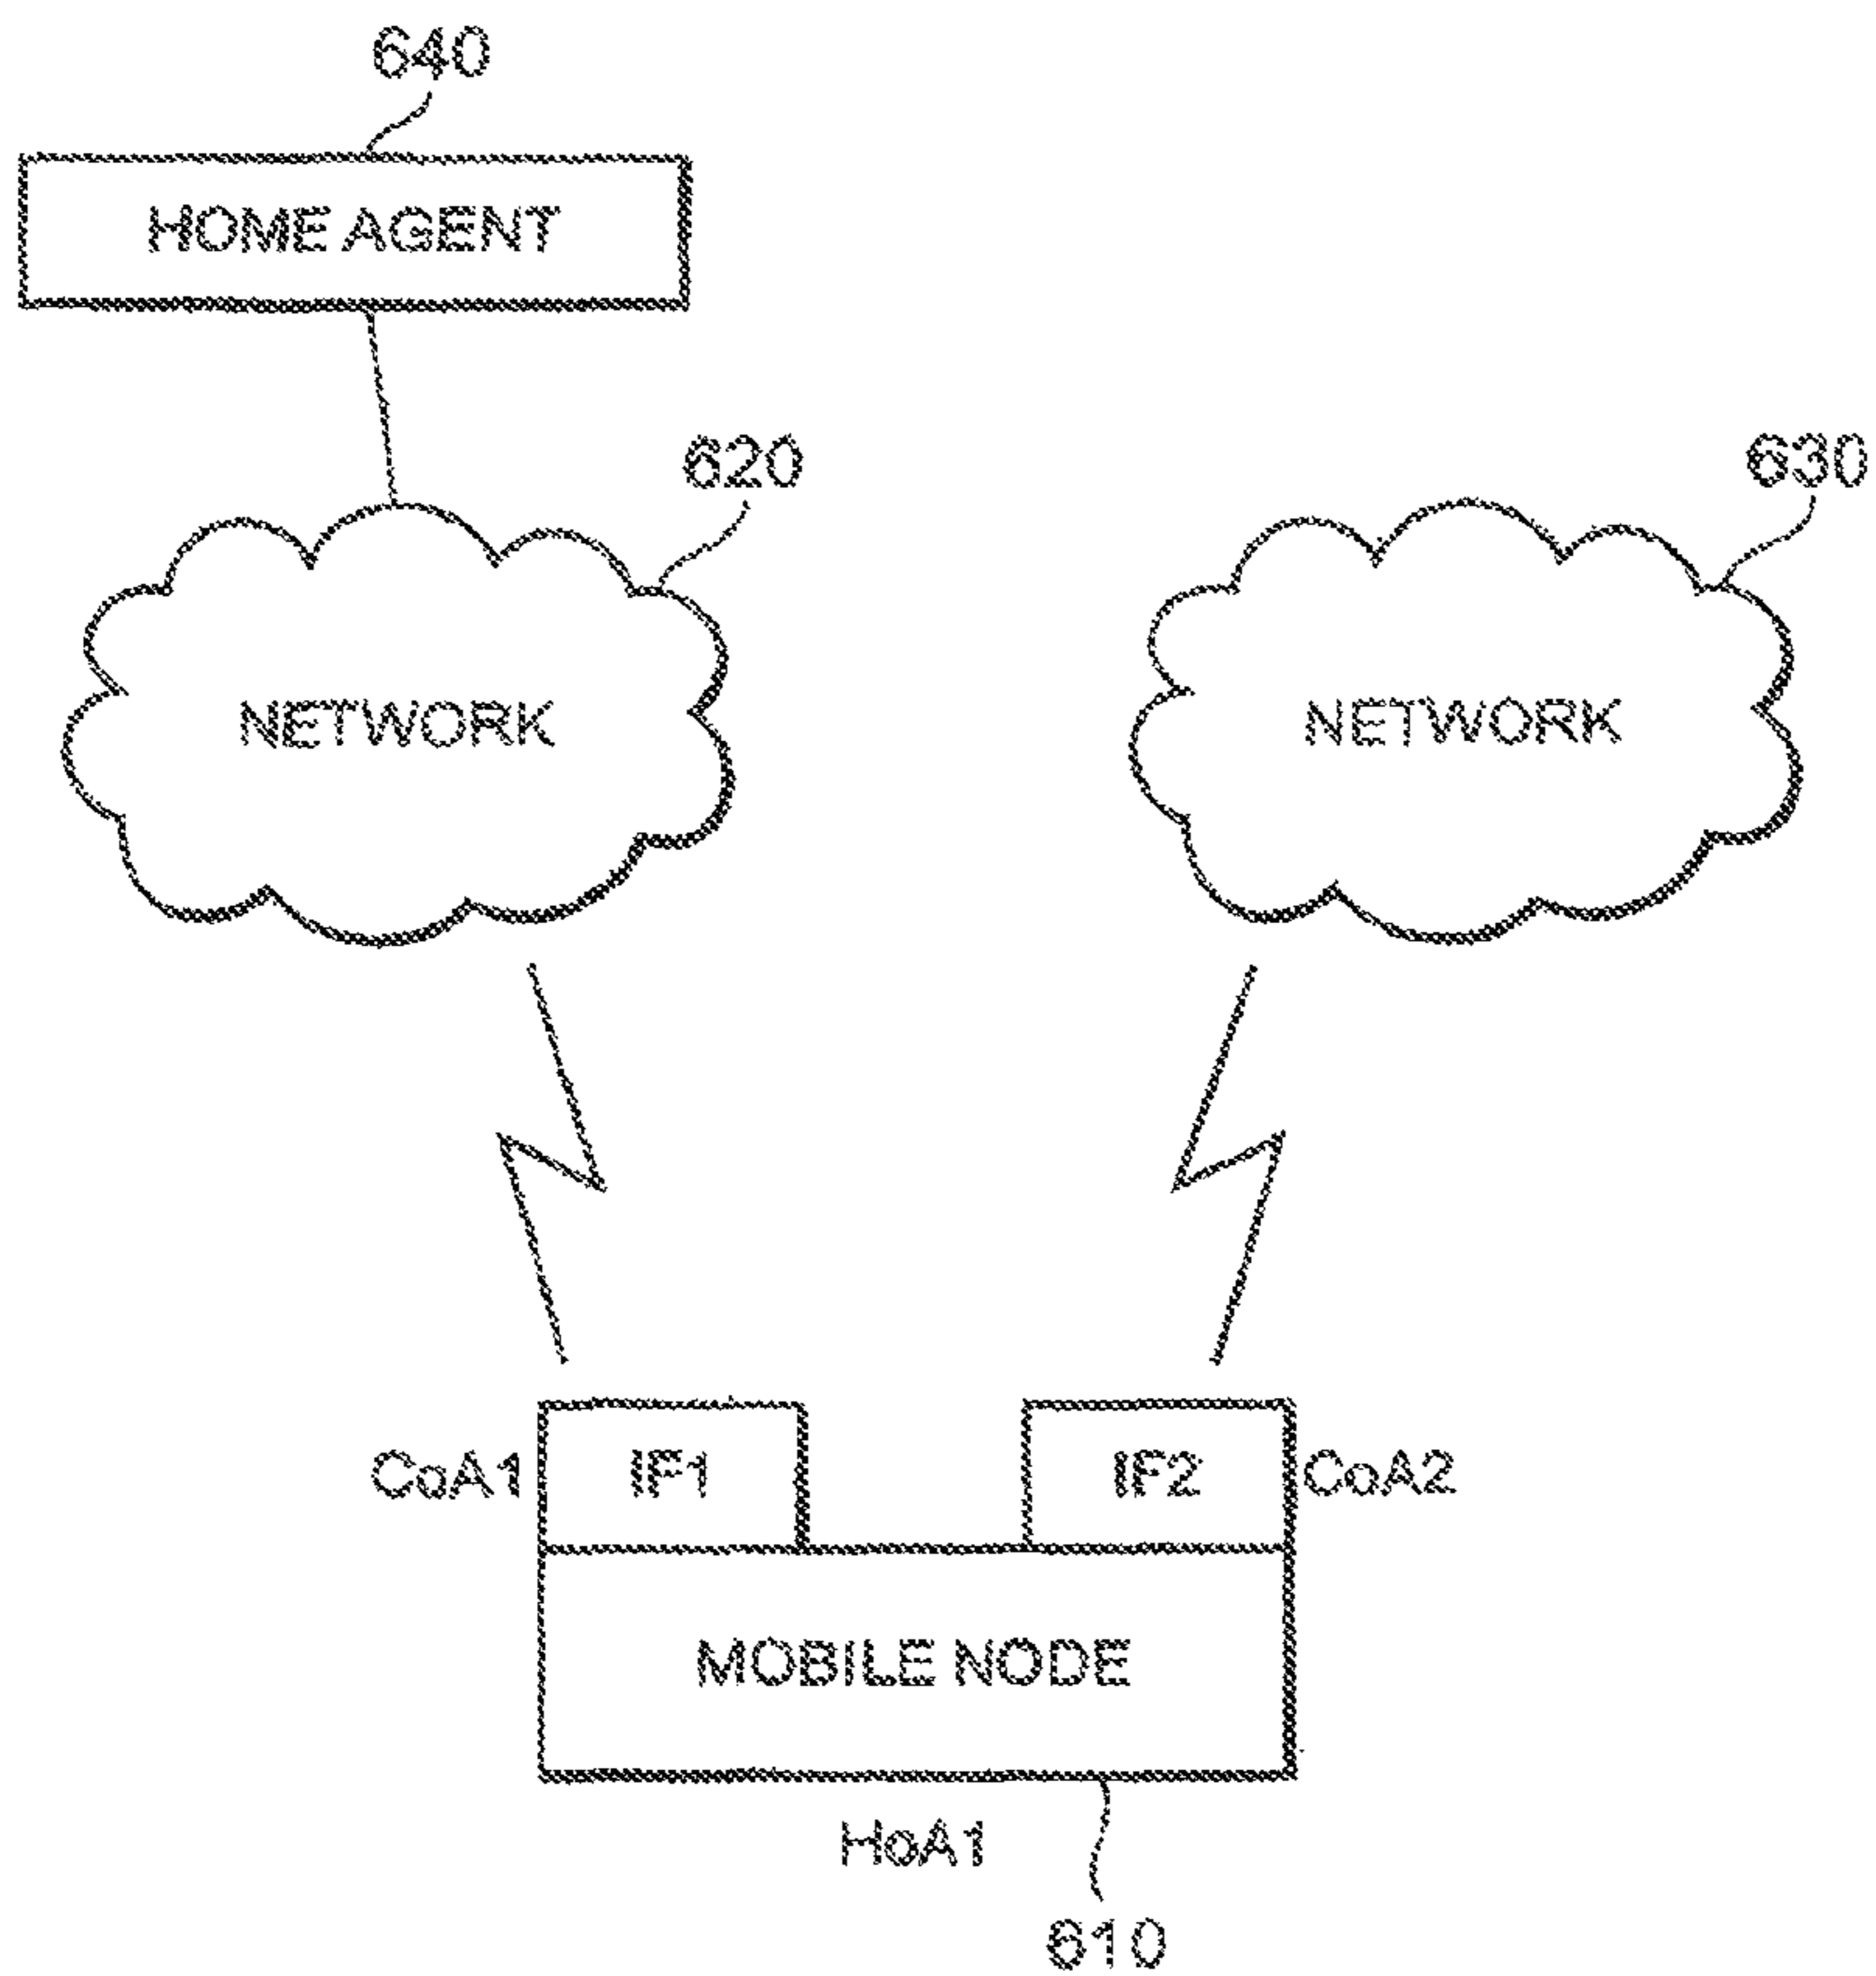 640
HOME AGENT
620
630
NETWORK
NETWORK
CoA1
IF1
IF2
CoA2
MOBILE NODE
HoA1
610